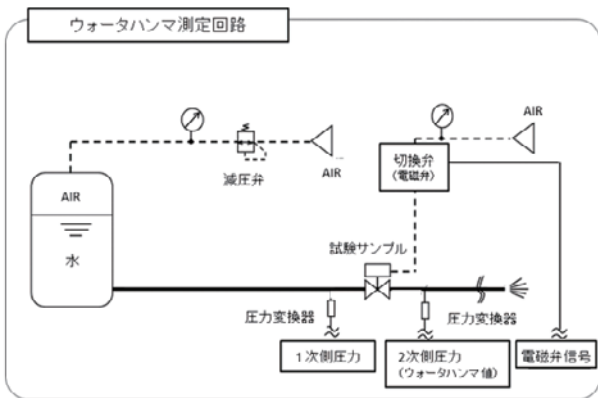 ウォータハンマ測定回路
AIR
減圧弁
AIR
切換弁
(電磁弁)
AIR
水
試験サンプル
圧力変換器
圧力変換器
1次側圧力
2次側圧力
(ウォータハンマ値)
電磁弁信号